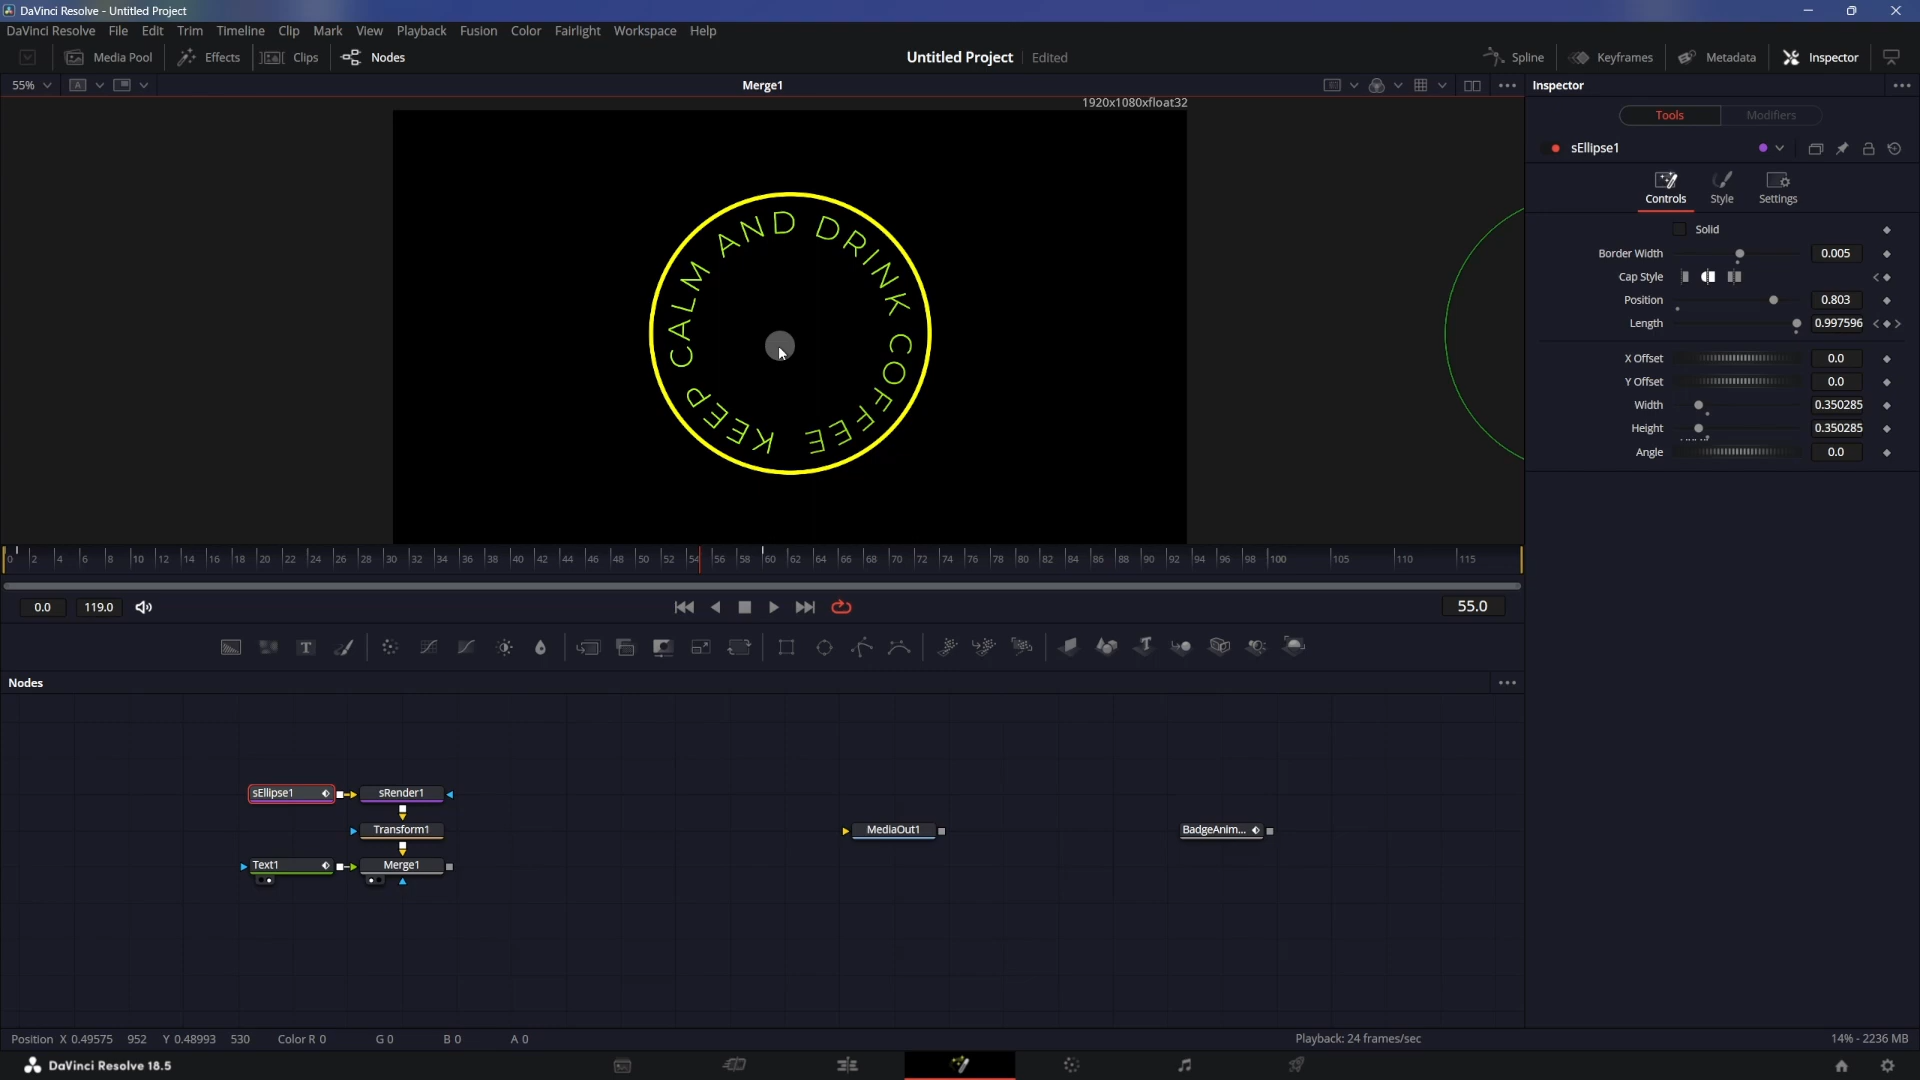 DaVinci Resolve - Untitled Project
DaVinci Resolve File Edit Trim Timeline Clip Mark View Playback Fusion Color Fairlight Workspace Help
Media Pool Effects Clips Nodes Untitled Project Edited Spline Keyframes Metadata Inspector
55% A Merge1 Inspector
1920x1080xfloat32
Tools Modifiers
sEllipse1
Controls Style Settings
Solid
Border Width 0.005
Cap Style
Position 0.803
Length 0.997596
X Offset 0.0
Y Offset 0.0
Width 0.350285
Height 0.350285
Angle 0.0
KEEP CALM AND DRINK COFFEE
0 2 4 6 8 10 12 14 16 18 20 22 24 26 28 30 32 34 36 38 40 42 44 46 48 50 52 54 56 58 60 62 64 66 68 70 72 74 76 78 80 82 84 86 88 90 92 94 96 98 100 105 110 115
0.0 119.0 55.0
Nodes
sEllipse1 sRender1
Transform1 MediaOut1 BadgeAnim...
Text1 Merge1
Position X 0.49575 952 Y 0.48993 530 Color R 0 G 0 B 0 A 0 Playback: 24 frames/sec 14% - 2236 MB
DaVinci Resolve 18.5